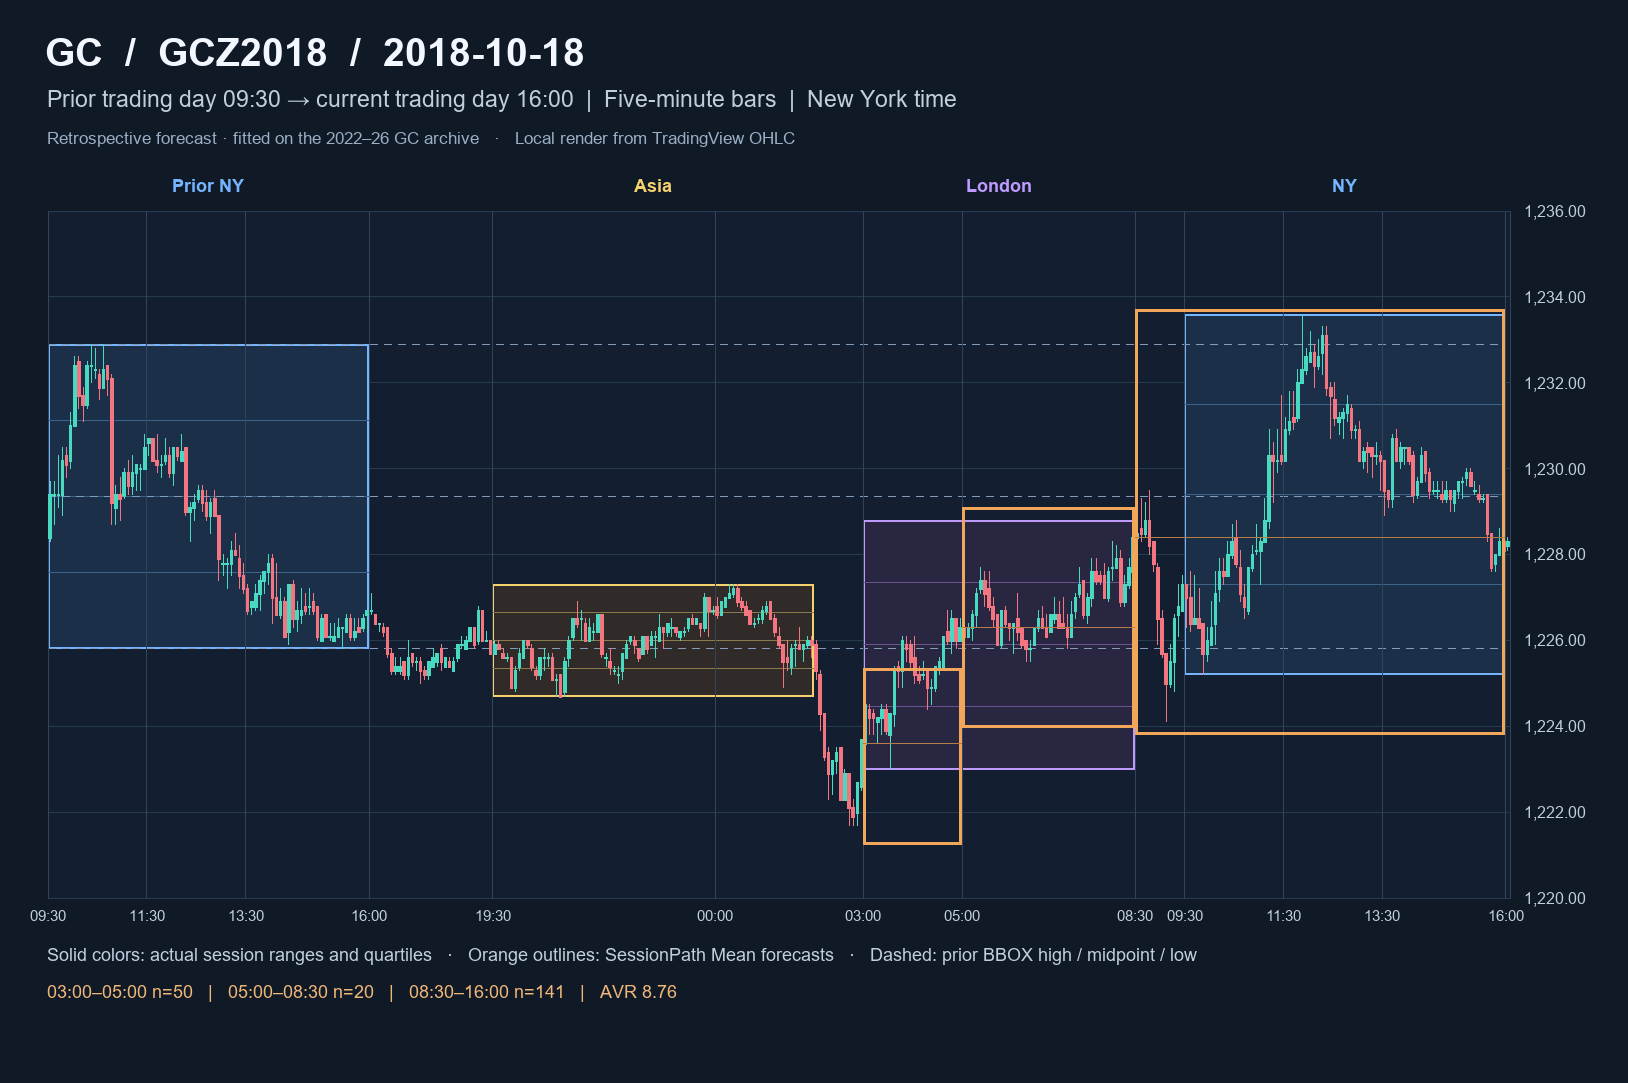 GC / GCZ2018 / 2018-10-18
Prior trading day 09:30 → current trading day 16:00 | Five-minute bars | New York time
Retrospective forecast · fitted on the 2022–26 GC archive · Local render from TradingView OHLC
Prior NY Asia London NY
1,236.00
1,234.00
1,232.00
1,230.00
1,228.00
1,226.00
1,224.00
1,222.00
1,220.00
09:30 11:30 13:30 16:00 19:30 00:00 03:00 05:00 08:30 09:30 11:30 13:30 16:00
Solid colors: actual session ranges and quartiles · Orange outlines: SessionPath Mean forecasts · Dashed: prior BBOX high / midpoint / low
03:00–05:00 n=50 | 05:00–08:30 n=20 | 08:30–16:00 n=141 | AVR 8.76